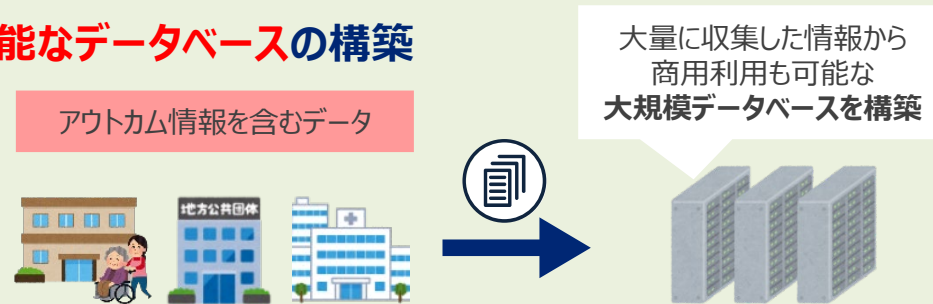 能なデータベースの構築
大量に収集した情報から
商用利用も可能な
大規模データベースを構築
アウトカム情報を含むデータ
地方公共団体